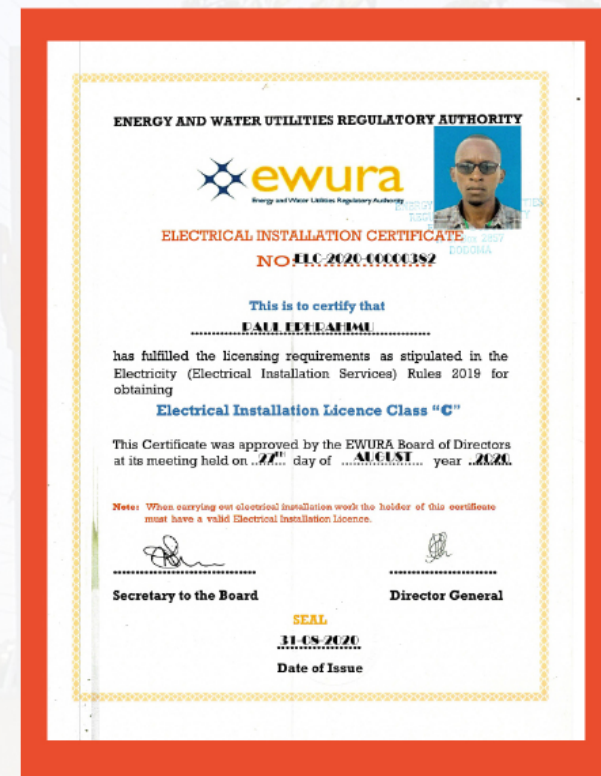 ENERGY AND WATER UTILITIES REGULATORY AUTHORITY
ewura
Energy and Water Utilities Regulatory Authority
ELECTRICAL INSTALLATION CERTIFICATE
DODOMA
NO: ELC-2020-00000382
This is to certify that
PAUL EPHRAHIMU
has fulfilled the licensing requirements as stipulated in the
Electricity (Electrical Installation Services) Rules 2019 for
obtaining
Electrical Installation Licence Class “C”
This Certificate was approved by the EWURA Board of Directors
at its meeting held on ..27TH.. day of ...AUGUST.... year ..2020.
Note: When carrying out electrical installation work the holder of this certificate
must have a valid Electrical Installation Licence.
Secretary to the Board
Director General
SEAL
31-08-2020
Date of Issue